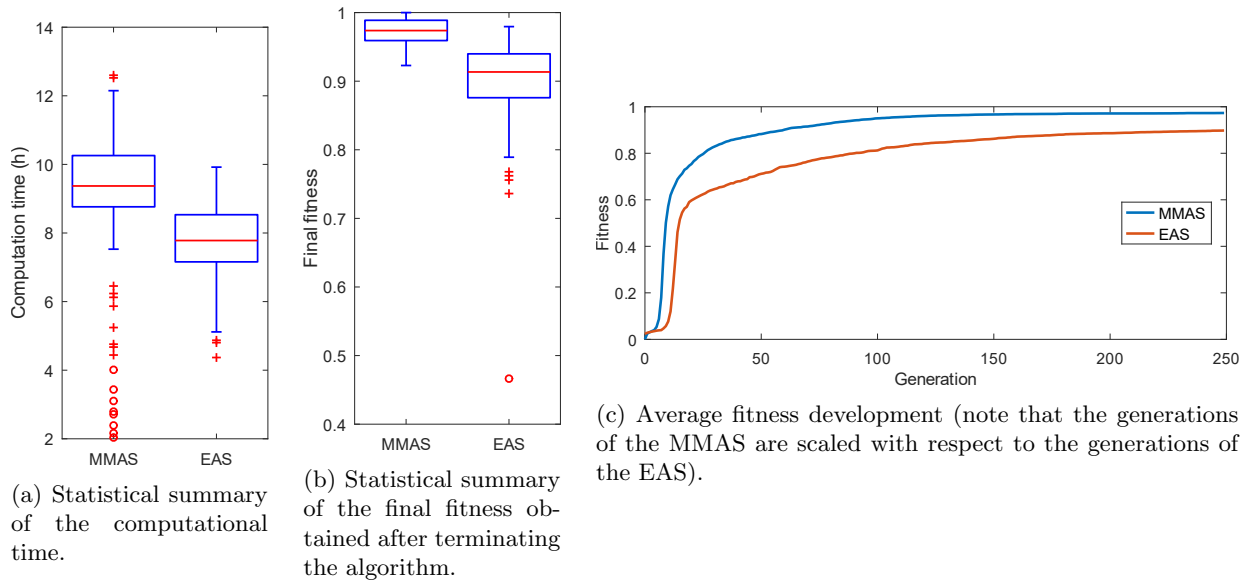 14
12
10
8
6
4
2
Computation time (h)
MMAS
EAS
(a) Statistical summary
of the computational
time.
1
0.9
0.8
0.7
0.6
0.5
0.4
Final fitness
MMAS
EAS
(b) Statistical summary
of the final fitness ob-
tained after terminating
the algorithm.
1
0.8
0.6
0.4
0.2
0
Fitness
MMAS
EAS
0 50 100 150 200 250
Generation
(c) Average fitness development (note that the generations
of the MMAS are scaled with respect to the generations of
the EAS).